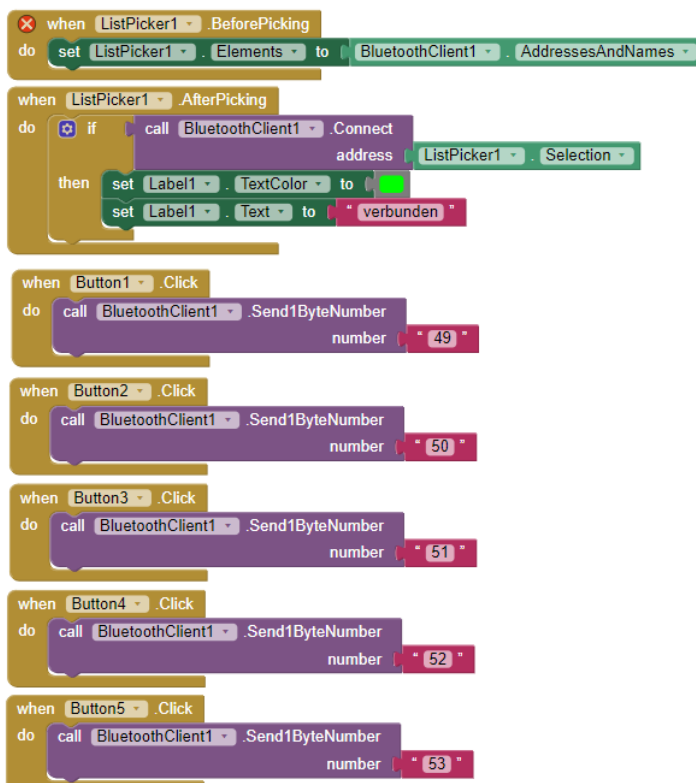 when ListPicker1 .BeforePicking
do set ListPicker1 . Elements to BluetoothClient1 . AddressesAndNames
when ListPicker1 .AfterPicking
do if call BluetoothClient1 .Connect
address ListPicker1 . Selection
then set Label1 . TextColor to
set Label1 . Text to " verbunden "
when Button1 .Click
do call BluetoothClient1 .Send1ByteNumber
number " 49 "
when Button2 .Click
do call BluetoothClient1 .Send1ByteNumber
number " 50 "
when Button3 .Click
do call BluetoothClient1 .Send1ByteNumber
number " 51 "
when Button4 .Click
do call BluetoothClient1 .Send1ByteNumber
number " 52 "
when Button5 .Click
do call BluetoothClient1 .Send1ByteNumber
number " 53 "